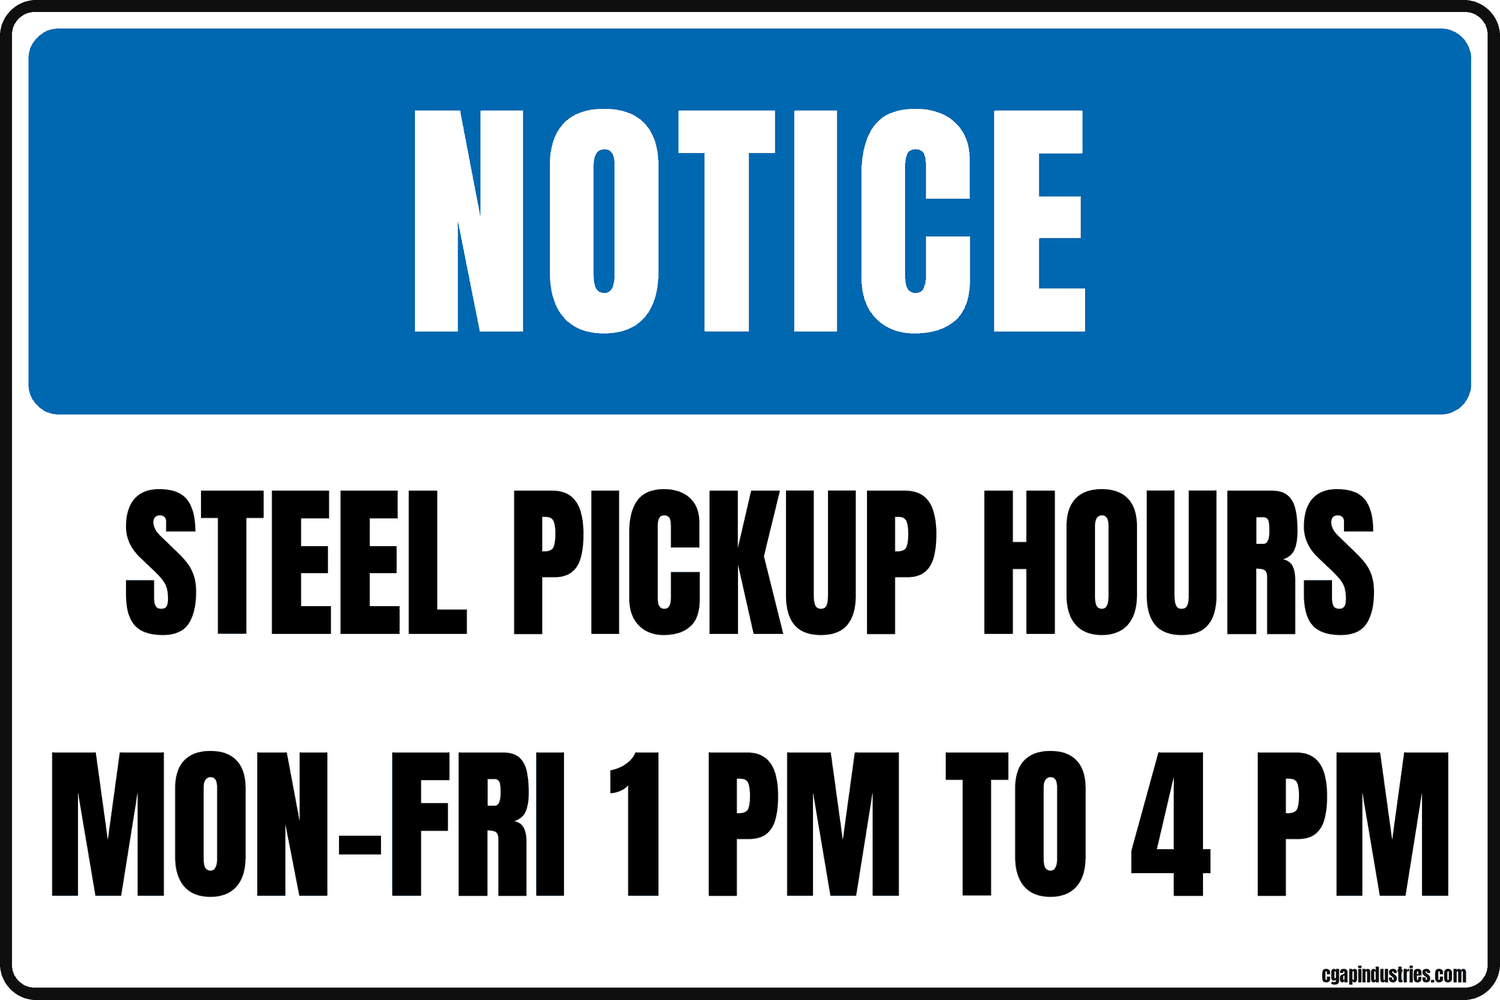 NOTICE
STEEL PICKUP HOURS
MON-FRI 1 PM TO 4 PM
cgapindustries.com